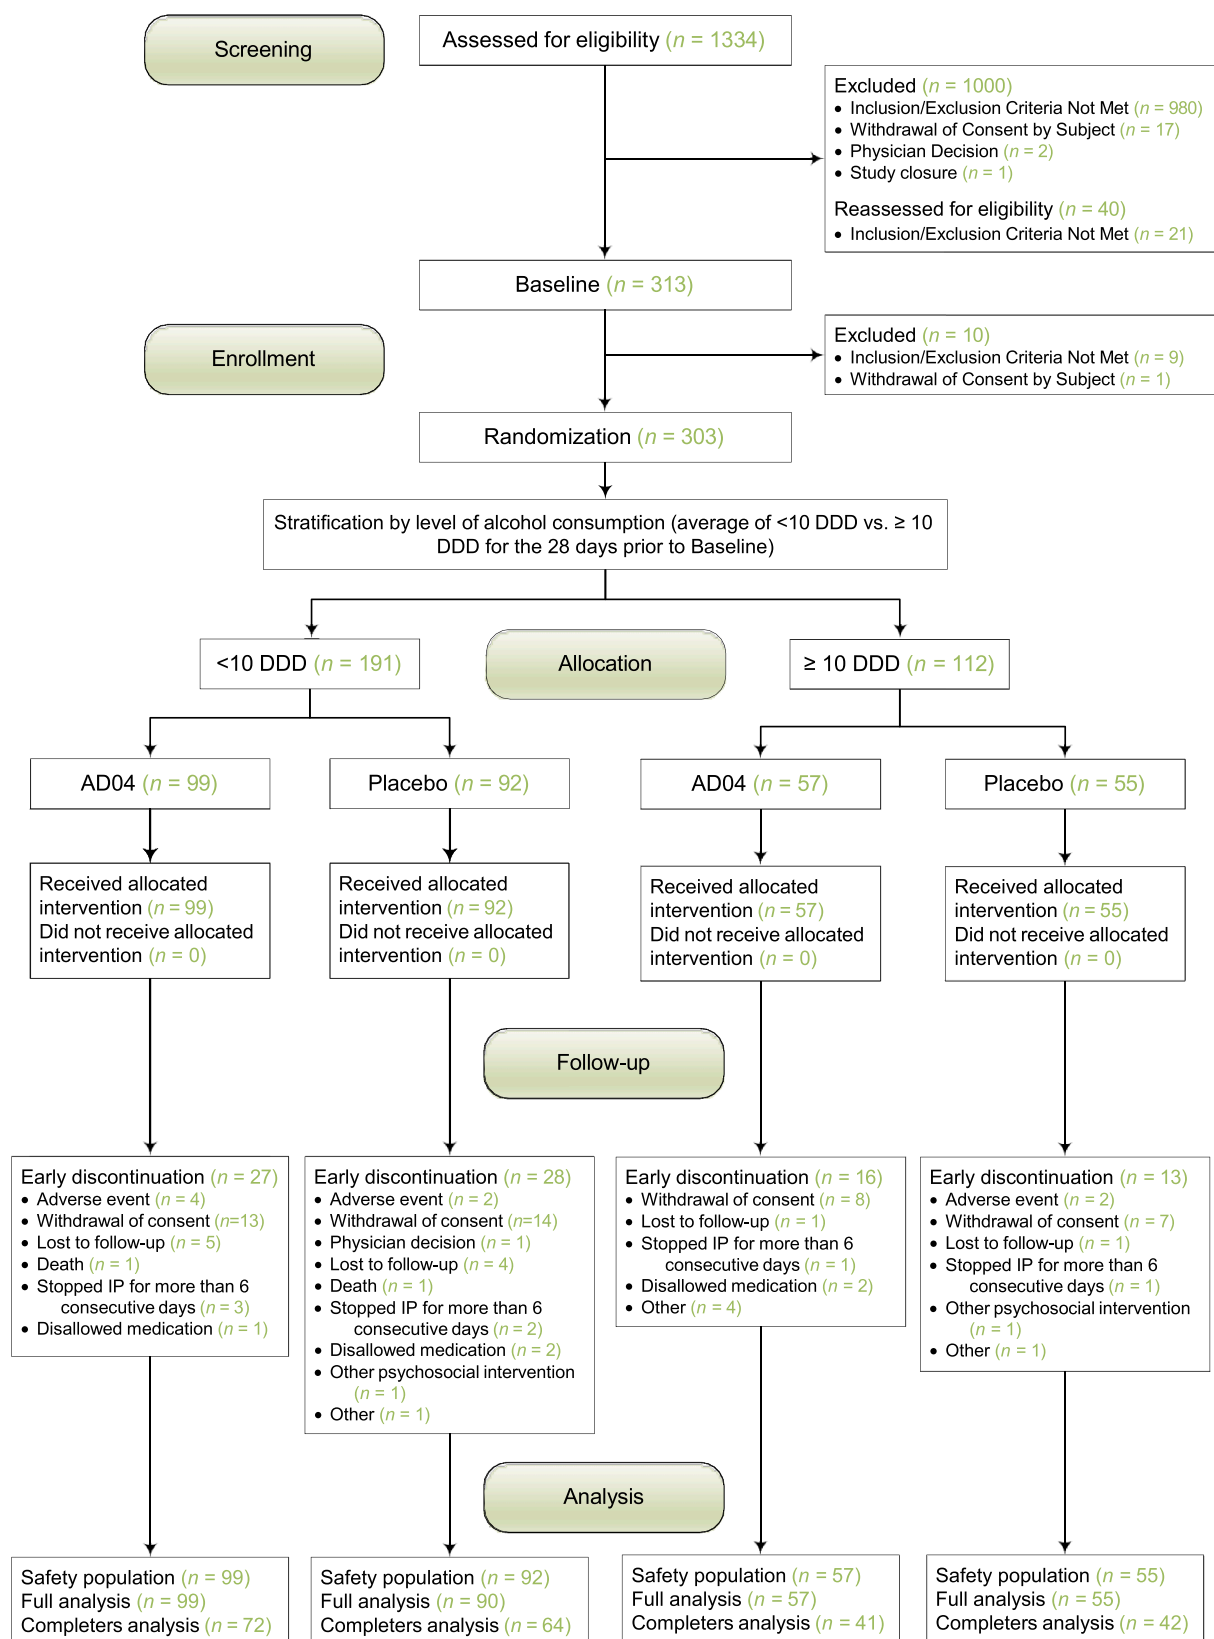 Screening
Assessed for eligibility (n = 1334)
Excluded (n = 1000)
• Inclusion/Exclusion Criteria Not Met (n = 980)
• Withdrawal of Consent by Subject (n = 17)
• Physician Decision (n = 2)
• Study closure (n = 1)
Reassessed for eligibility (n = 40)
• Inclusion/Exclusion Criteria Not Met (n = 21)
Baseline (n = 313)
Enrollment
Excluded (n = 10)
• Inclusion/Exclusion Criteria Not Met (n = 9)
• Withdrawal of Consent by Subject (n = 1)
Randomization (n = 303)
Stratification by level of alcohol consumption (average of <10 DDD vs. ≥ 10
DDD for the 28 days prior to Baseline)
<10 DDD (n = 191)
Allocation
≥ 10 DDD (n = 112)
AD04 (n = 99)
Placebo (n = 92)
AD04 (n = 57)
Placebo (n = 55)
Received allocated
intervention (n = 99)
Did not receive allocated
intervention (n = 0)
Received allocated
intervention (n = 92)
Did not receive allocated
intervention (n = 0)
Received allocated
intervention (n = 57)
Did not receive allocated
intervention (n = 0)
Received allocated
intervention (n = 55)
Did not receive allocated
intervention (n = 0)
Follow-up
Early discontinuation (n = 27)
• Adverse event (n = 4)
• Withdrawal of consent (n=13)
• Lost to follow-up (n = 5)
• Death (n = 1)
• Stopped IP for more than 6
consecutive days (n = 3)
• Disallowed medication (n = 1)
Early discontinuation (n = 28)
• Adverse event (n = 2)
• Withdrawal of consent (n=14)
• Physician decision (n = 1)
• Lost to follow-up (n = 4)
• Death (n = 1)
• Stopped IP for more than 6
consecutive days (n = 2)
• Disallowed medication (n = 2)
• Other psychosocial intervention
(n = 1)
• Other (n = 1)
Early discontinuation (n = 16)
• Withdrawal of consent (n = 8)
• Lost to follow-up (n = 1)
• Stopped IP for more than 6
consecutive days (n = 1)
• Disallowed medication (n = 2)
• Other (n = 4)
Early discontinuation (n = 13)
• Adverse event (n = 2)
• Withdrawal of consent (n = 7)
• Lost to follow-up (n = 1)
• Stopped IP for more than 6
consecutive days (n = 1)
• Other psychosocial intervention
(n = 1)
• Other (n = 1)
Analysis
Safety population (n = 99)
Full analysis (n = 99)
Completers analysis (n = 72)
Safety population (n = 92)
Full analysis (n = 90)
Completers analysis (n = 64)
Safety population (n = 57)
Full analysis (n = 57)
Completers analysis (n = 41)
Safety population (n = 55)
Full analysis (n = 55)
Completers analysis (n = 42)